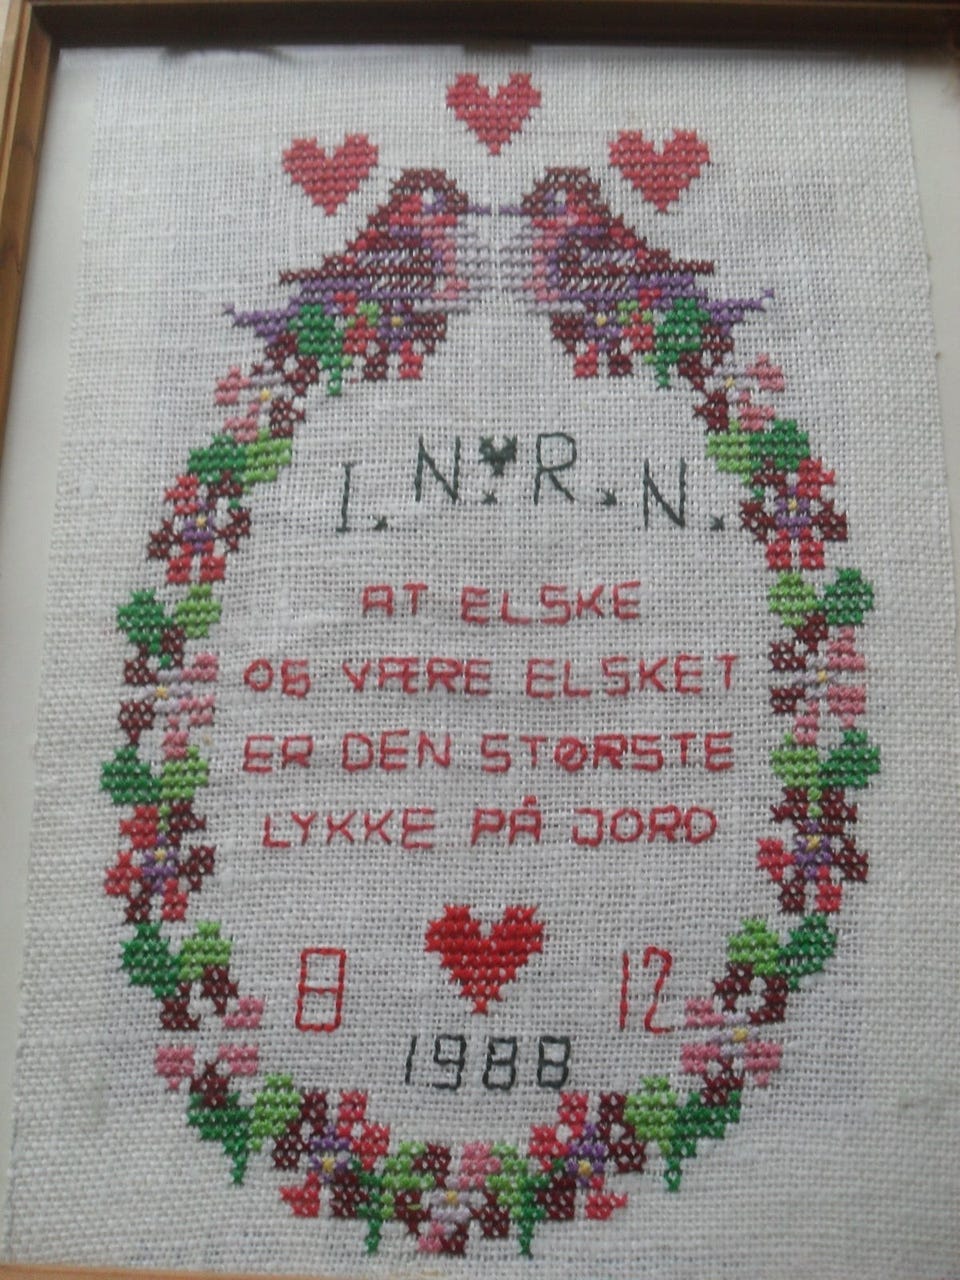 I. N.♥R. N.
AT ELSKE
OG VÆRE ELSKET
ER DEN STØRSTE
LYKKE PÅ JORD
8 ♥ 12
1988